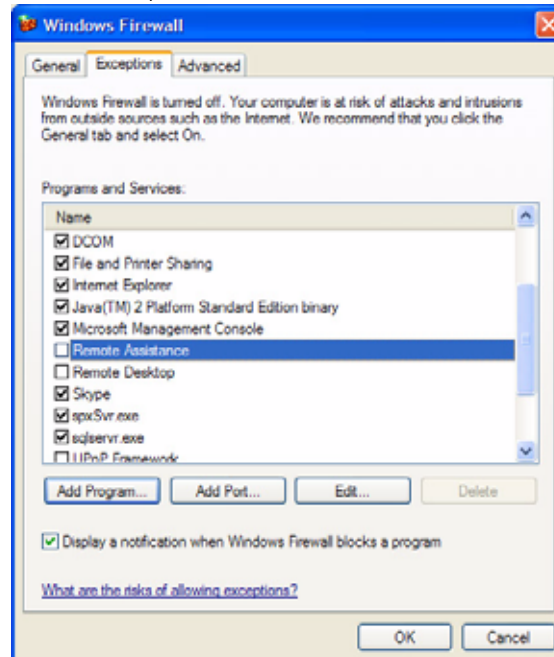 Windows Firewall
General Exceptions Advanced
Windows Firewall is turned off. Your computer is at risk of attacks and intrusions
from outside sources such as the Internet. We recommend that you click the
General tab and select On.
Programs and Services:
Name
DCOM
File and Printer Sharing
Internet Explorer
Java(TM) 2 Platform Standard Edition binary
Microsoft Management Console
Remote Assistance
Remote Desktop
Skype
spxSvr.exe
sqlservr.exe
UPnP Framework
Add Program... Add Port... Edit... Delete
Display a notification when Windows Firewall blocks a program
What are the risks of allowing exceptions?
OK Cancel